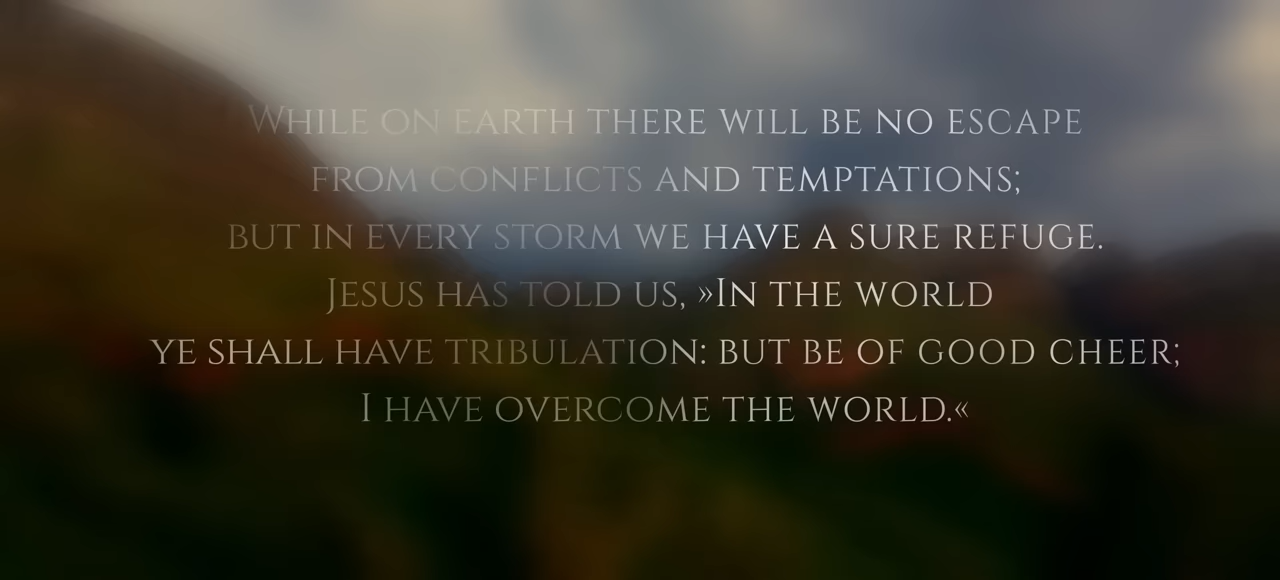 While on earth there will be no escape
from conflicts and temptations;
but in every storm we have a sure refuge.
Jesus has told us, »In the world
ye shall have tribulation: but be of good cheer;
I have overcome the world.«